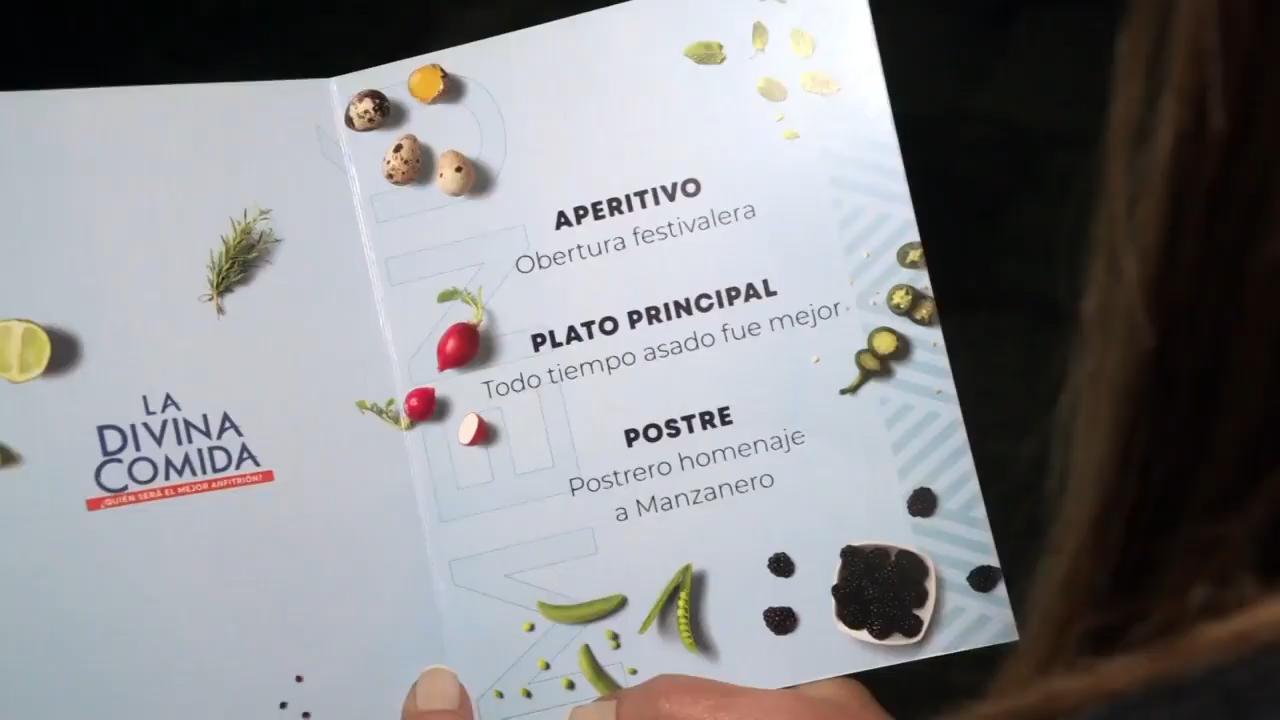 LA
DIVINA
COMIDA
¿QUIÉN SERÁ EL MEJOR ANFITRIÓN?
APERITIVO
Obertura festivalera
PLATO PRINCIPAL
Todo tiempo asado fue mejor
POSTRE
Postrero homenaje
a Manzanero